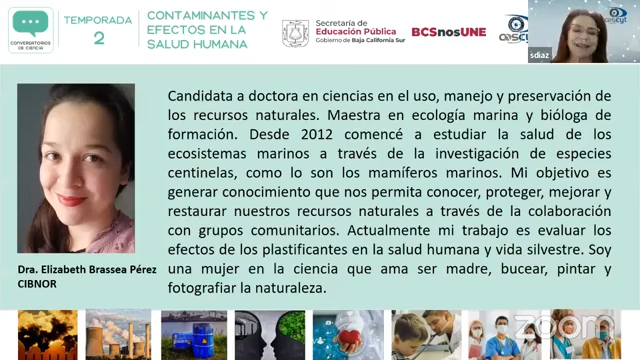 CONVERSATORIOS
DE CIENCIA
TEMPORADA
2
CONTAMINANTES Y
EFECTOS EN LA
SALUD HUMANA
Secretaría de
Educación Pública
Gobierno de Baja California Sur
BCSnosUNE
coscyt
sdiaz
Candidata a doctora en ciencias en el uso, manejo y preservación de
los recursos naturales. Maestra en ecología marina y bióloga de
formación. Desde 2012 comencé a estudiar la salud de los
ecosistemas marinos a través de la investigación de especies
centinelas, como lo son los mamíferos marinos. Mi objetivo es
generar conocimiento que nos permita conocer, proteger, mejorar y
restaurar nuestros recursos naturales a través de la colaboración
con grupos comunitarios. Actualmente mi trabajo es evaluar los
efectos de los plastificantes en la salud humana y vida silvestre. Soy
una mujer en la ciencia que ama ser madre, bucear, pintar y
fotografiar la naturaleza.
Dra. Elizabeth Brassea Pérez
CIBNOR
zoom